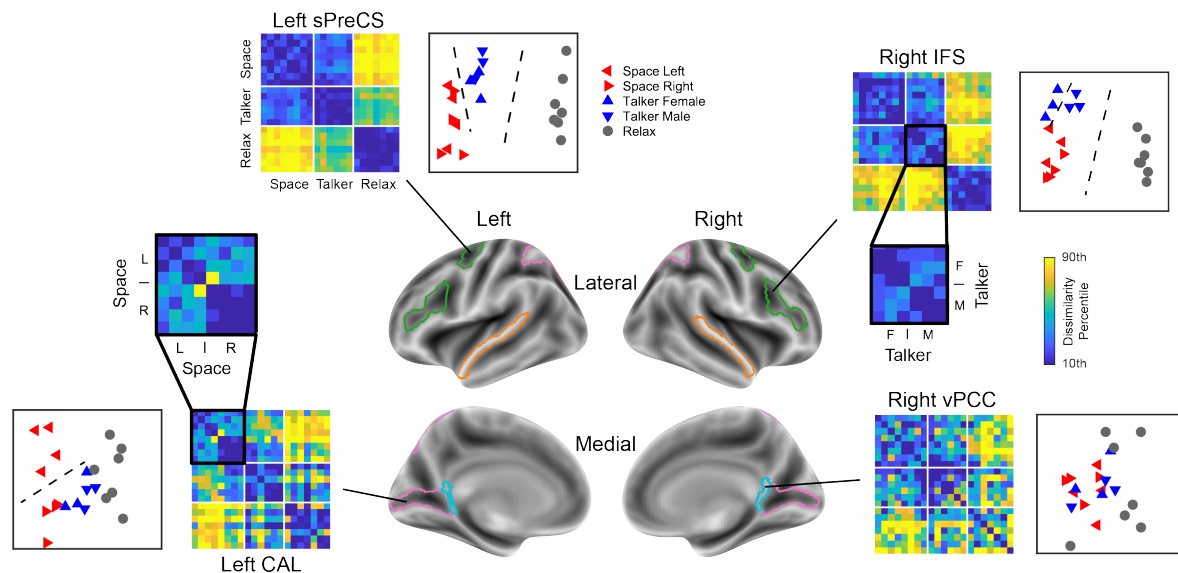 Left sPreCS
Space
Talker
Relax
Space Talker Relax
Space Left
Space Right
Talker Female
Talker Male
Relax
Right IFS
Left
Right
Lateral
Space
L
I
R
L I R
Space
F
I
M
Talker
F I M
Talker
90th
Dissimilarity
Percentile
10th
Right vPCC
Medial
Left CAL